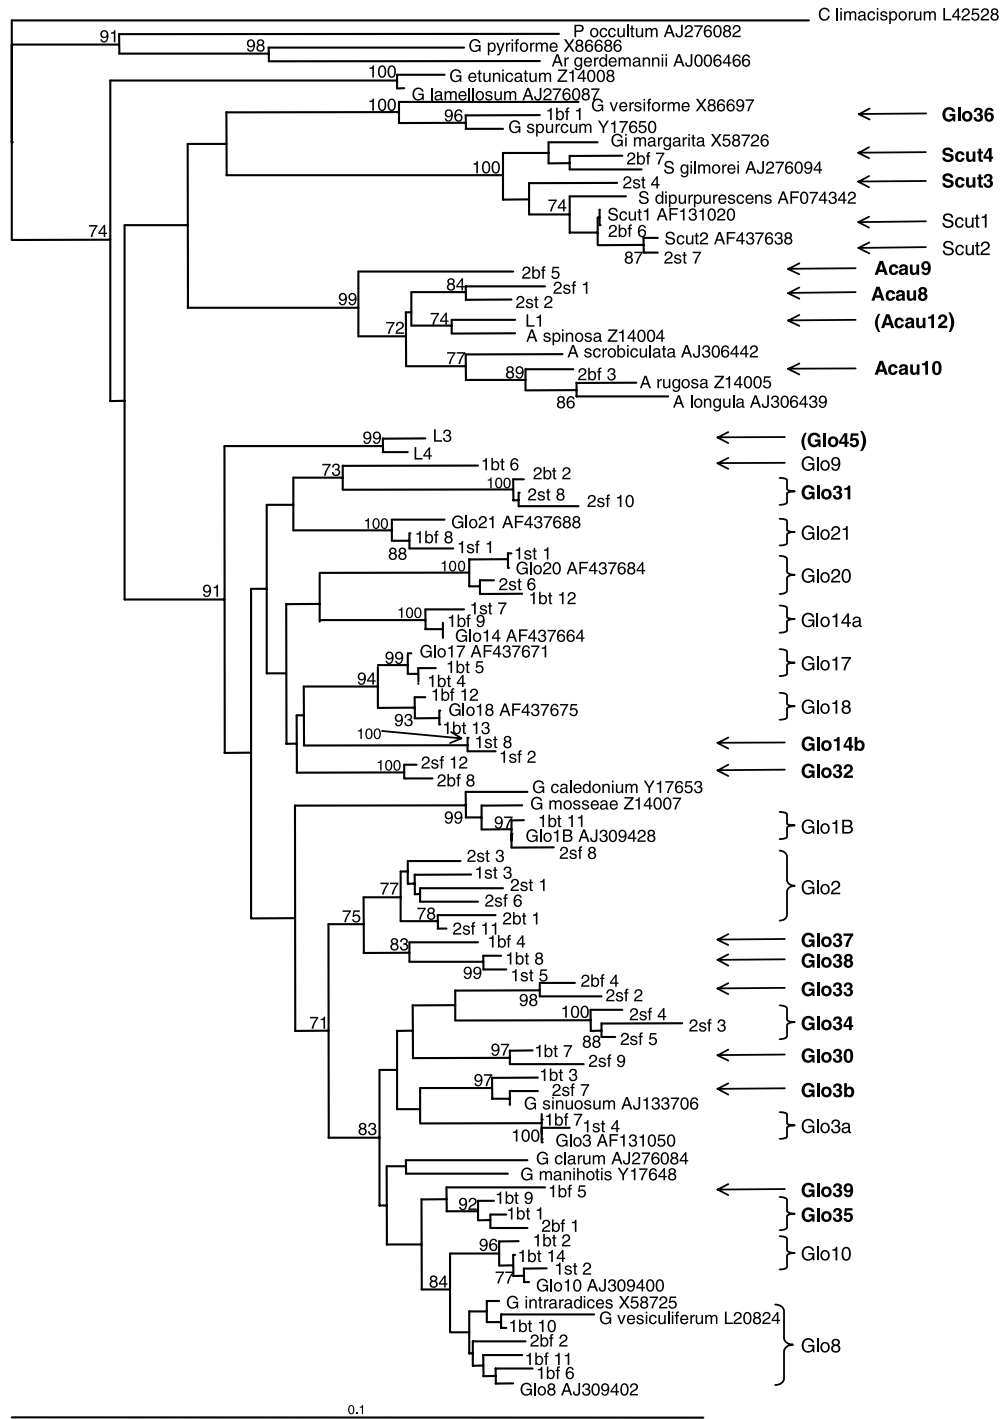 C limacisporum L42528
91 P occultum AJ276082
98 G pyriforme X86686
Ar gerdemannii AJ006466
100 G etunicatum Z14008
G lamellosum AJ276087
100 G versiforme X86697
96 1bf 1 Glo36
G spurcum Y17650
Gi margarita X58726
100 2bf 7 Scut4
S gilmorei AJ276094
2st 4 Scut3
74 S dipurpurescens AF074342
Scut1 AF131020 Scut1
74 2bf 6
Scut2 AF437638 Scut2
87 2st 7
2bf 5 Acau9
99 84 2sf 1 Acau8
2st 2
72 74 L1 (Acau12)
A spinosa Z14004
77 A scrobiculata AJ306442
89 2bf 3 Acau10
A rugosa Z14005
86 A longula AJ306439
99 L3 (Glo45)
L4
73 1bt 6 Glo9
2bt 2
100 2st 8 Glo31
2sf 10
100 Glo21 AF437688
1bf 8 Glo21
88 1sf 1
1st 1
100 Glo20 AF437684 Glo20
2st 6
91 1bt 12
100 1st 7
1bf 9 Glo14a
Glo14 AF437664
99 Glo17 AF437671
1bt 5 Glo17
94 1bt 4
1bf 12
Glo18 AF437675 Glo18
93 1bt 13
100 1st 8 Glo14b
1sf 2
100 2sf 12 Glo32
2bf 8
G caledonium Y17653
99 G mosseae Z14007
97 1bt 11 Glo1B
Glo1B AJ309428
2sf 8
2st 3
1st 3
77 2st 1 Glo2
2sf 6
75 78 2bt 1
2sf 11
83 1bf 4 Glo37
1bt 8 Glo38
99 1st 5
2bf 4 Glo33
98 2sf 2
100 2sf 4
71 2sf 3 Glo34
88 2sf 5
97 1bt 7 Glo30
2sf 9
97 1bt 3
2sf 7 Glo3b
G sinuosum AJ133706
1bf 7
83 1st 4 Glo3a
100 Glo3 AF131050
G clarum AJ276084
G manihotis Y17648
1bf 5 Glo39
92 1bt 9
1bt 1 Glo35
2bf 1
96 1bt 2
1bt 14 Glo10
84 77 1st 2
Glo10 AJ309400
G intraradices X58725
G vesiculiferum L20824
1bt 10
2bf 2 Glo8
1bf 11
1bf 6
Glo8 AJ309402
0.1